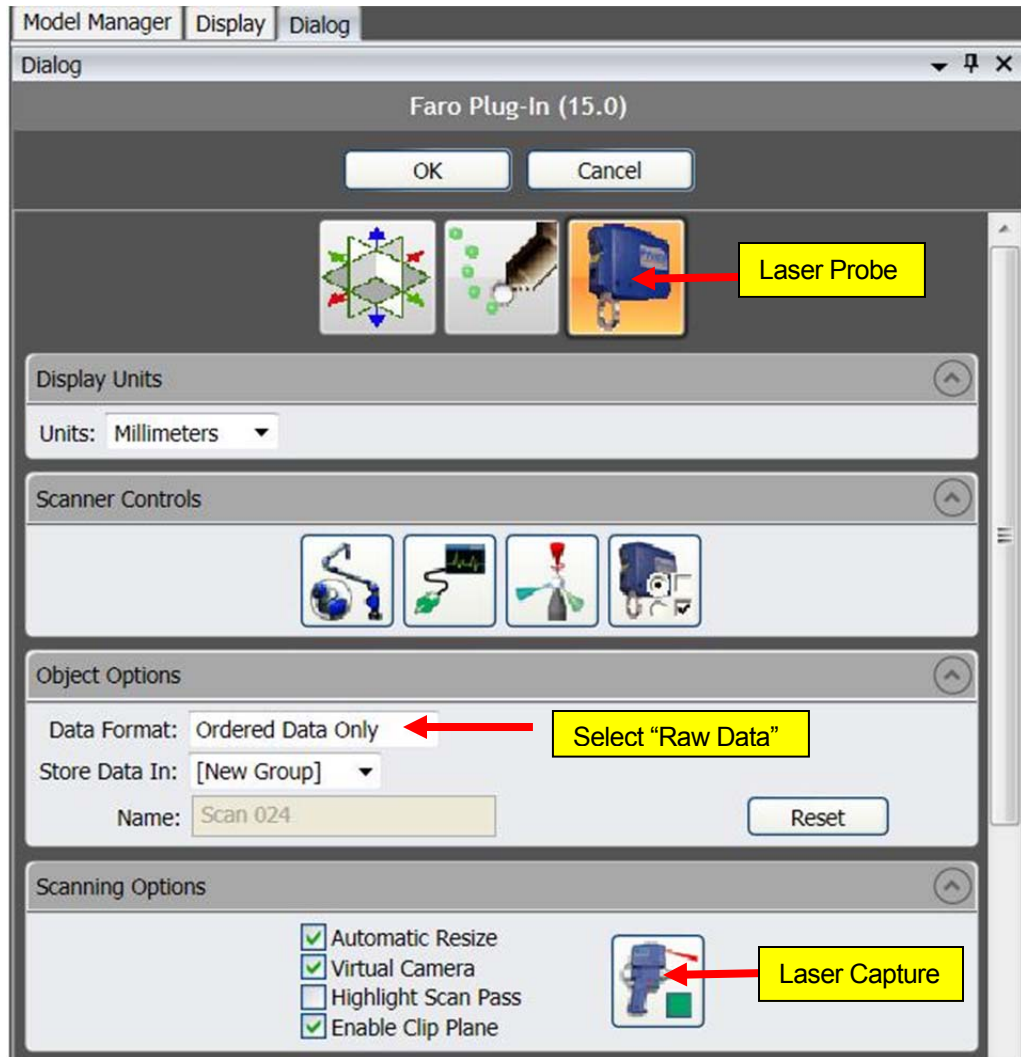 Model Manager Display Dialog
Dialog
Faro Plug-In (15.0)
OK Cancel
Laser Probe
Display Units
Units: Millimeters
Scanner Controls
Object Options
Data Format: Ordered Data Only
Select “Raw Data”
Store Data In: [New Group]
Name: Scan 024
Reset
Scanning Options
Automatic Resize
Virtual Camera
Highlight Scan Pass
Enable Clip Plane
Laser Capture